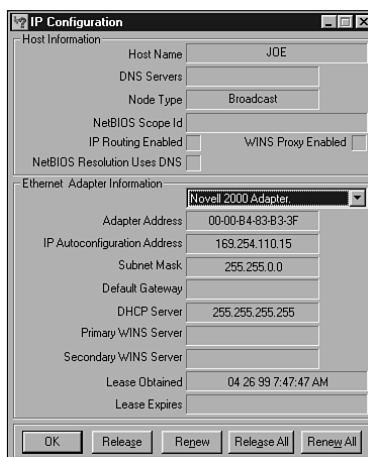 IP Configuration
Host Information
Host Name JOE
DNS Servers
Node Type Broadcast
NetBIOS Scope Id
IP Routing Enabled WINS Proxy Enabled
NetBIOS Resolution Uses DNS
Ethernet Adapter Information
Novell 2000 Adapter.
Adapter Address 00-00-B4-83-B3-3F
IP Autoconfiguration Address 169.254.110.15
Subnet Mask 255.255.0.0
Default Gateway
DHCP Server 255.255.255.255
Primary WINS Server
Secondary WINS Server
Lease Obtained 04 26 99 7:47:47 AM
Lease Expires
OK Release Renew Release All Renew All